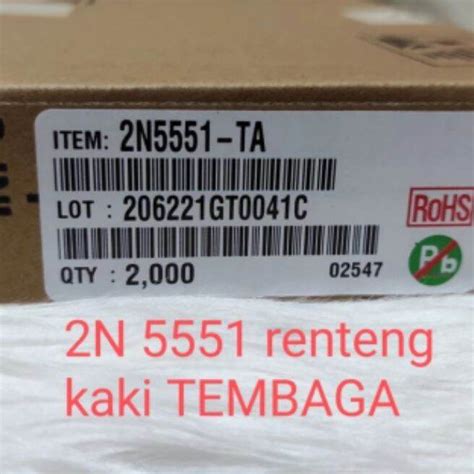 ITEM: 2N5551-TA
LOT : 206221GT0041C
RoHS
Pb
QTY : 2,000
02547
2N 5551 renteng
kaki TEMBAGA